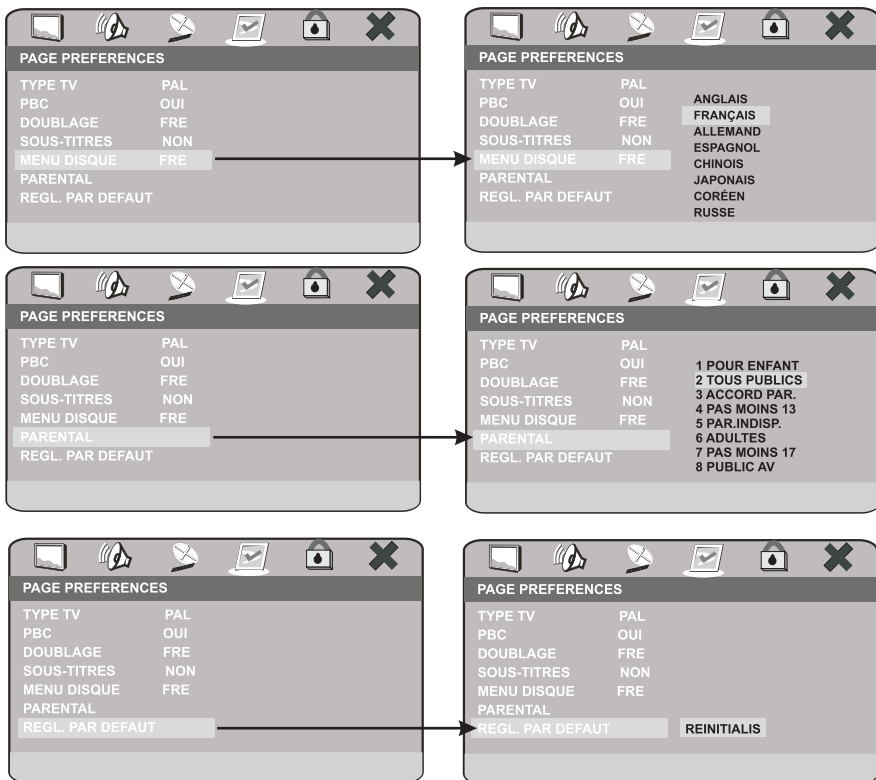 PAGE PREFERENCES
TYPE TV PAL
PBC OUI
DOUBLAGE FRE
SOUS-TITRES NON
MENU DISQUE FRE
PARENTAL
REGL. PAR DEFAUT
PAGE PREFERENCES
TYPE TV PAL
PBC OUI
DOUBLAGE FRE
SOUS-TITRES NON
MENU DISQUE FRE
PARENTAL
REGL. PAR DEFAUT
ANGLAIS
FRANÇAIS
ALLEMAND
ESPAGNOL
CHINOIS
JAPONAIS
CORÉEN
RUSSE
PAGE PREFERENCES
TYPE TV PAL
PBC OUI
DOUBLAGE FRE
SOUS-TITRES NON
MENU DISQUE FRE
PARENTAL
REGL. PAR DEFAUT
PAGE PREFERENCES
TYPE TV PAL
PBC OUI
DOUBLAGE FRE
SOUS-TITRES NON
MENU DISQUE FRE
PARENTAL
REGL. PAR DEFAUT
1 POUR ENFANT
2 TOUS PUBLICS
3 ACCORD PAR.
4 PAS MOINS 13
5 PAR.INDISP.
6 ADULTES
7 PAS MOINS 17
8 PUBLIC AV
PAGE PREFERENCES
TYPE TV PAL
PBC OUI
DOUBLAGE FRE
SOUS-TITRES NON
MENU DISQUE FRE
PARENTAL
REGL. PAR DEFAUT
PAGE PREFERENCES
TYPE TV PAL
PBC OUI
DOUBLAGE FRE
SOUS-TITRES NON
MENU DISQUE FRE
PARENTAL
REGL. PAR DEFAUT REINITIALIS